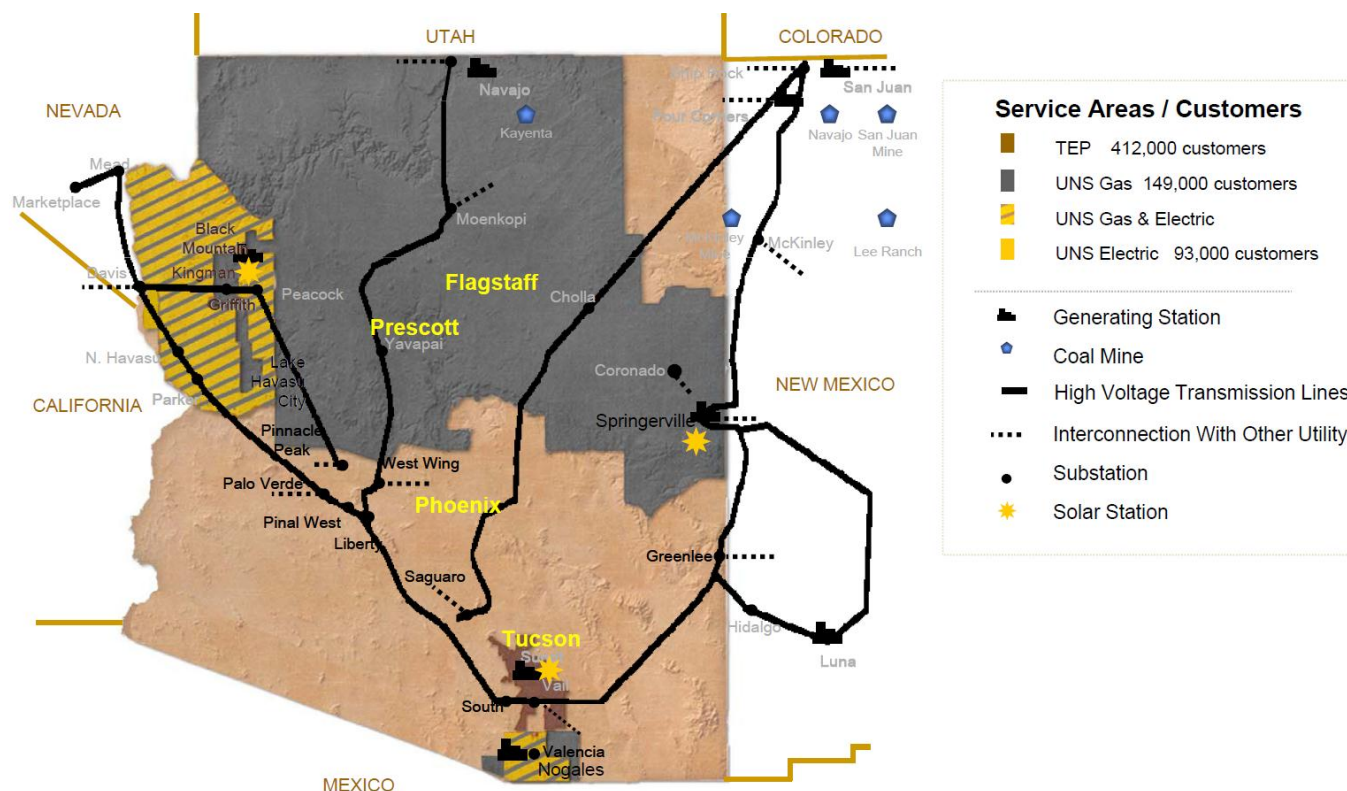 UTAH
COLORADO
NEVADA
Navajo
Kayenta
Ship Rock
San Juan
Four Corners
Navajo
San Juan
Mine
Mead
Marketplace
Moenkopi
McKinley
Mine
McKinley
Lee Ranch
Black
Mountain
Davis
Kingman
Griffith
Peacock
Flagstaff
Cholla
Prescott
Yavapai
N. Havasu
Lake
Havasu
City
Parker
CALIFORNIA
Coronado
NEW MEXICO
Springerville
Pinnacle
Peak
West Wing
Palo Verde
Phoenix
Pinal West
Liberty
Greenlee
Saguaro
Hidalgo
Luna
Tucson
Vail
South
Valencia
Nogales
MEXICO
Service Areas / Customers
TEP 412,000 customers
UNS Gas 149,000 customers
UNS Gas & Electric
UNS Electric 93,000 customers
Generating Station
Coal Mine
High Voltage Transmission Lines
Interconnection With Other Utility
Substation
Solar Station